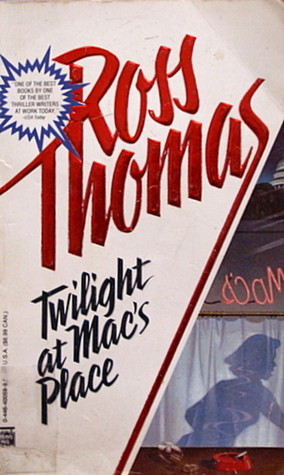 "ONE OF THE BEST
BOOKS BY ONE
OF THE BEST
THRILLER WRITERS
AT WORK TODAY."
-USA Today
Ross
Thomas
Twilight
at Mac's
Place
Mac's